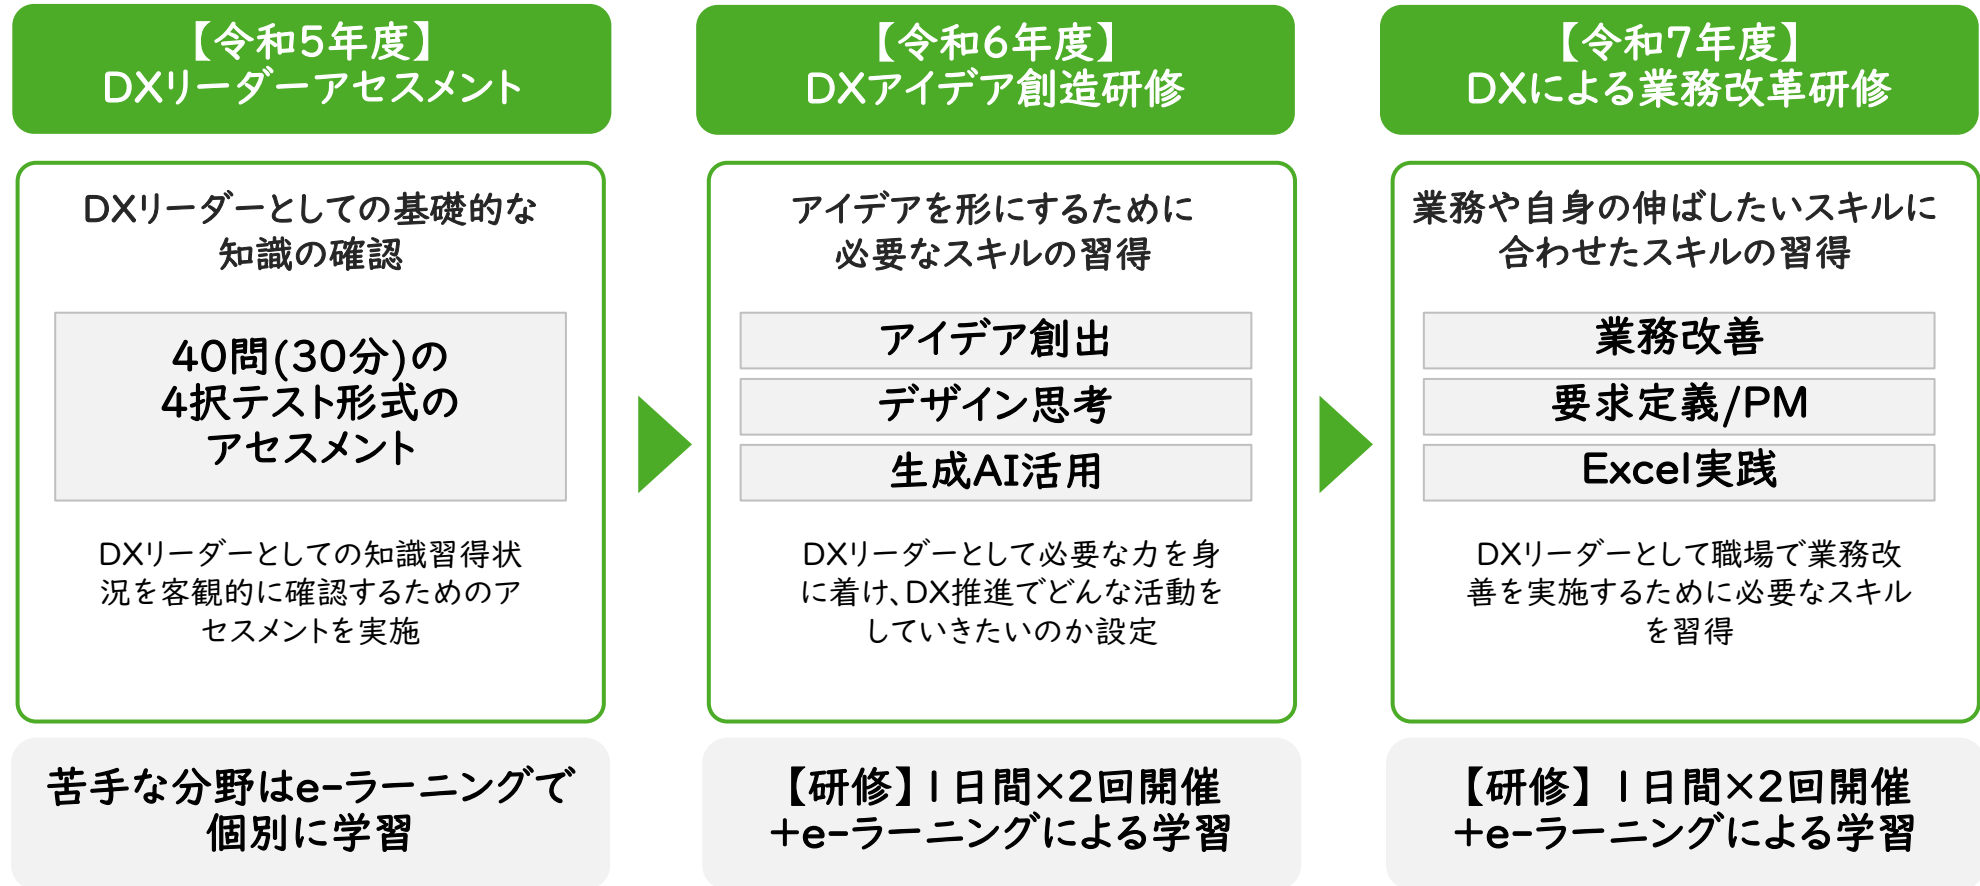 【令和5年度】
DXリーダーアセスメント
DXリーダーとしての基礎的な
知識の確認
40問(30分)の
4択テスト形式の
アセスメント
DXリーダーとしての知識習得状
況を客観的に確認するためのア
セスメントを実施
苦手な分野はe-ラーニングで
個別に学習
【令和6年度】
DXアイデア創造研修
アイデアを形にするために
必要なスキルの習得
アイデア創出
デザイン思考
生成AI活用
DXリーダーとして必要な力を身
に着け、DX推進でどんな活動を
していきたいのか設定
【研修】1日間×2回開催
+e-ラーニングによる学習
【令和7年度】
DXによる業務改革研修
業務や自身の伸ばしたいスキルに
合わせたスキルの習得
業務改善
要求定義/PM
Excel実践
DXリーダーとして職場で業務改
善を実施するために必要なスキル
を習得
【研修】1日間×2回開催
+e-ラーニングによる学習